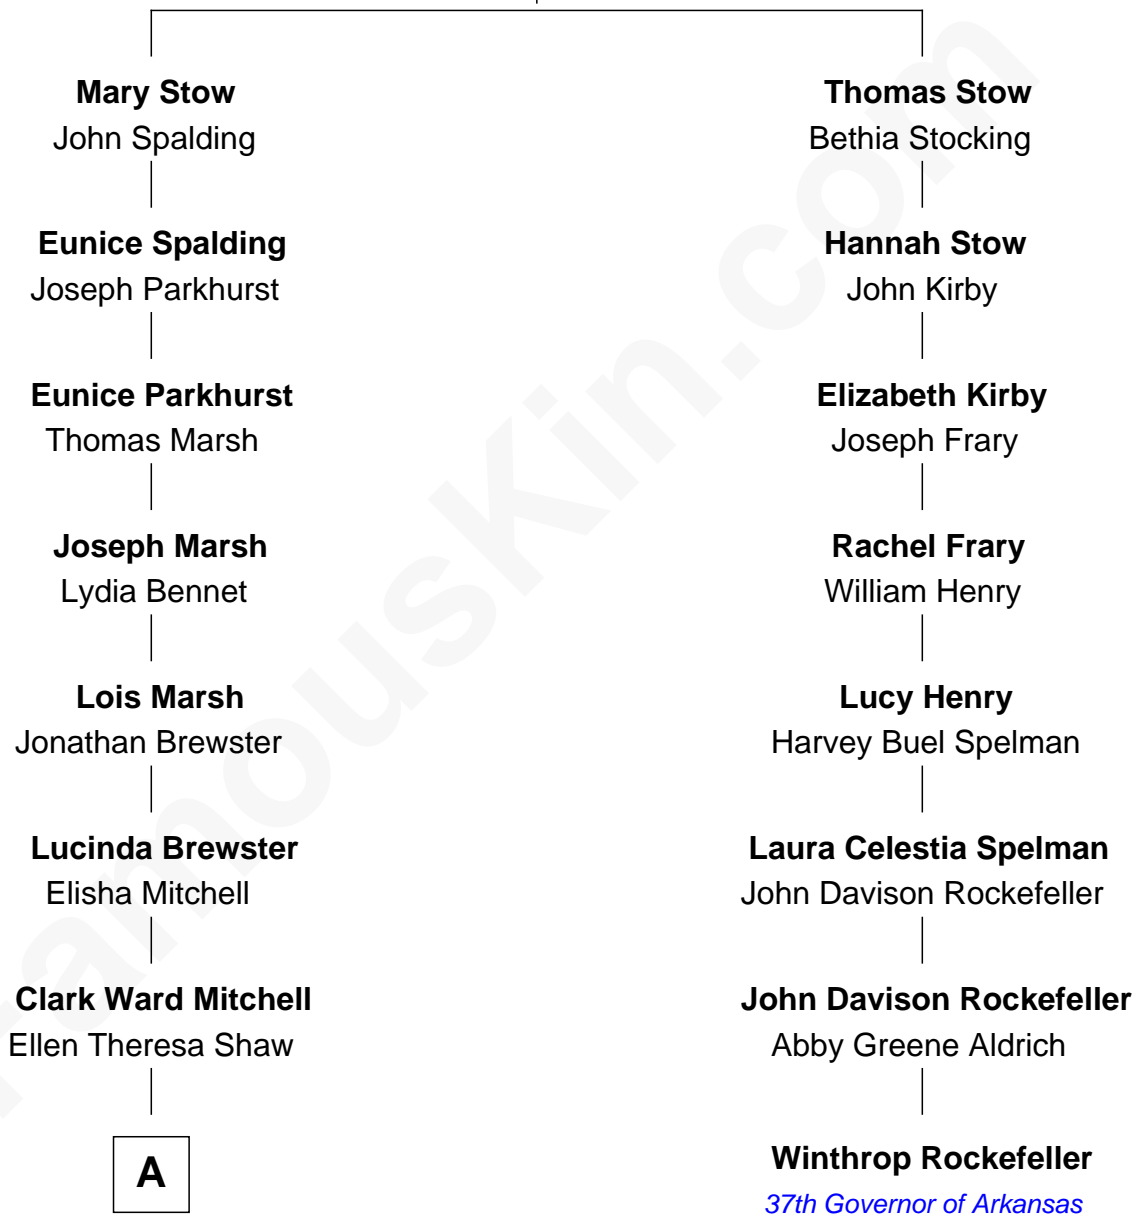 Mary Stow
John Spalding
Eunice Spalding
Joseph Parkhurst
Eunice Parkhurst
Thomas Marsh
Joseph Marsh
Lydia Bennet
Lois Marsh
Jonathan Brewster
Lucinda Brewster
Elisha Mitchell
Clark Ward Mitchell
Ellen Theresa Shaw
A
Thomas Stow
Bethia Stocking
Hannah Stow
John Kirby
Elizabeth Kirby
Joseph Frary
Rachel Frary
William Henry
Lucy Henry
Harvey Buel Spelman
Laura Celestia Spelman
John Davison Rockefeller
John Davison Rockefeller
Abby Greene Aldrich
Winthrop Rockefeller
37th Governor of Arkansas
FamousKin.com